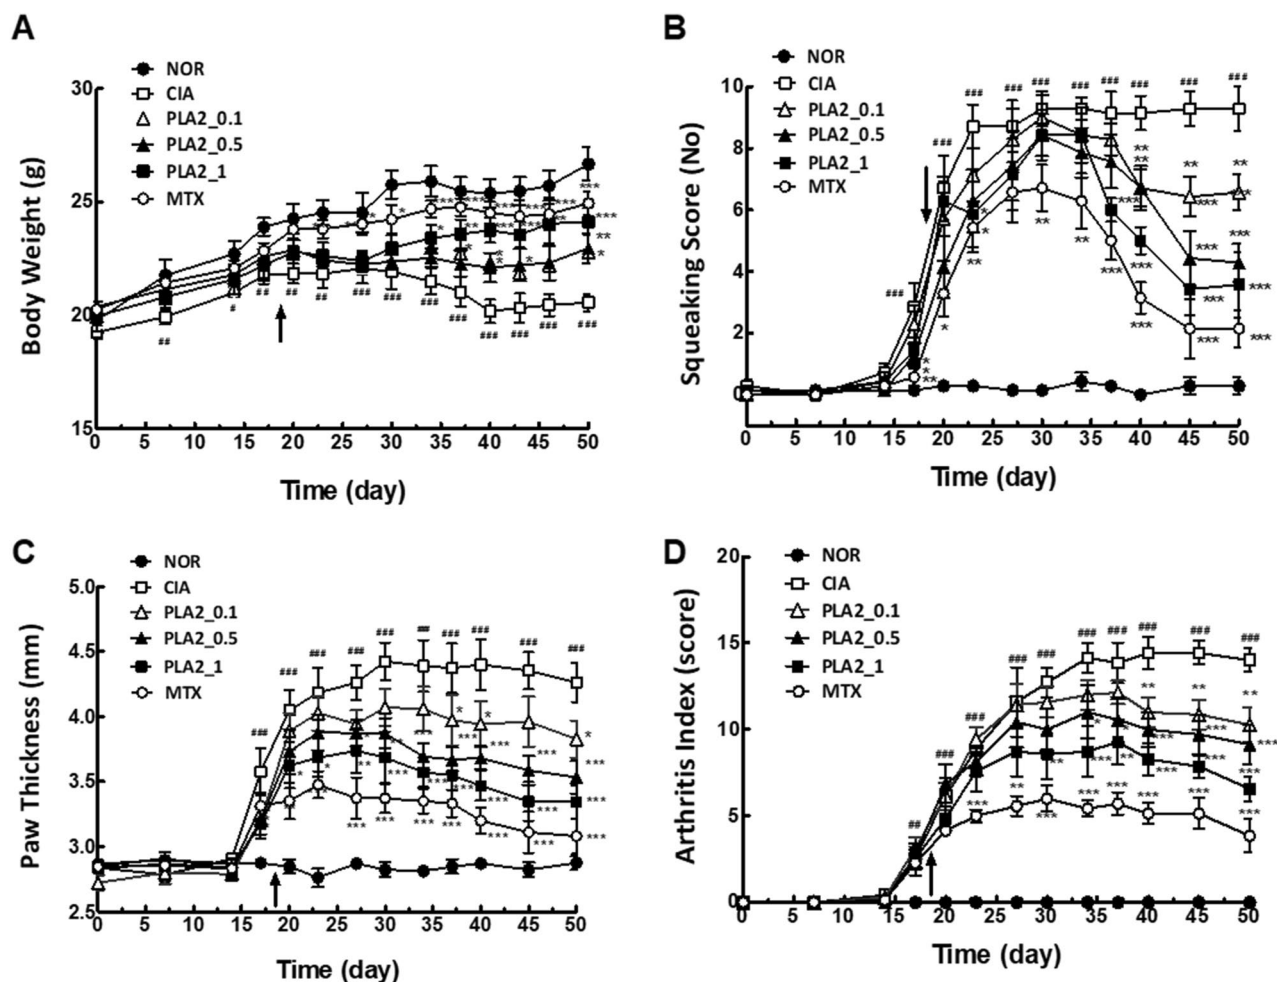 A
NOR
CIA
PLA2_0.1
PLA2_0.5
PLA2_1
MTX
Body Weight (g)
30
25
20
15
0 5 10 15 20 25 30 35 40 45 50
Time (day)
B
NOR
CIA
PLA2_0.1
PLA2_0.5
PLA2_1
MTX
Squeaking Score (No)
10
8
6
4
2
0
0 5 10 15 20 25 30 35 40 45 50
Time (day)
C
NOR
CIA
PLA2_0.1
PLA2_0.5
PLA2_1
MTX
Paw Thickness (mm)
5.0
4.5
4.0
3.5
3.0
2.5
0 5 10 15 20 25 30 35 40 45 50
Time (day)
D
NOR
CIA
PLA2_0.1
PLA2_0.5
PLA2_1
MTX
Arthritis Index (score)
20
15
10
5
0
0 5 10 15 20 25 30 35 40 45 50
Time (day)